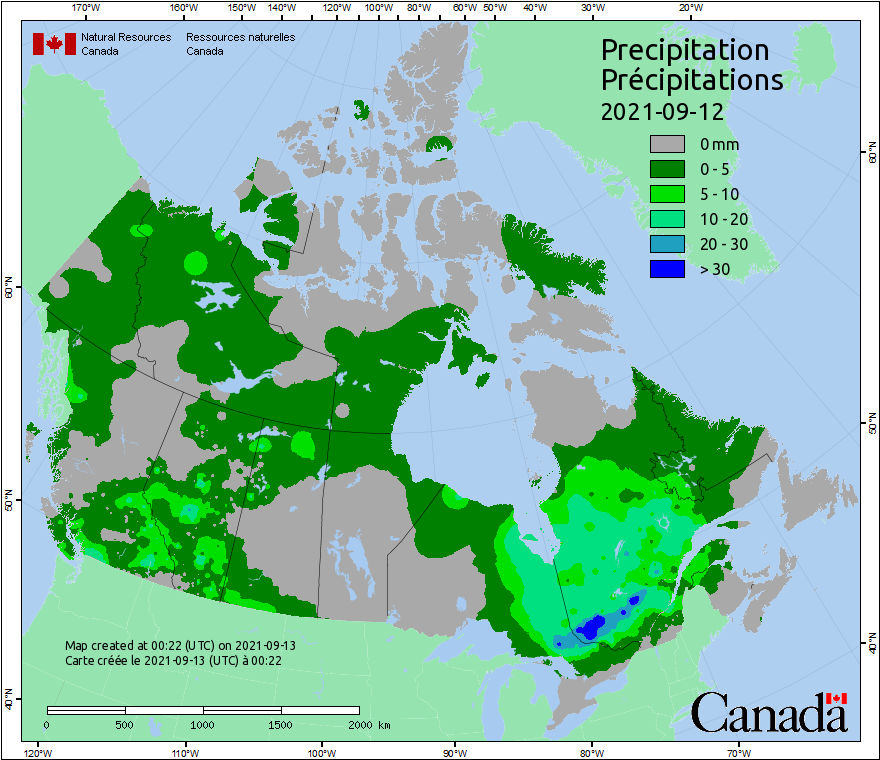 170°W 160°W 150°W 140°W 130°W 120°W 110°W 100°W 90°W 80°W 60°W 50°W 40°W 30°W 20°W
Natural Resources Ressources naturelles
Canada Canada
Precipitation
Précipitations
2021-09-12
0 mm
0 - 5
5 - 10
10 - 20
20 - 30
> 30
60°N
60°N
50°N
50°N
40°N
40°N
Map created at 00:22 (UTC) on 2021-09-13
Carte créée le 2021-09-13 (UTC) à 00:22
0 500 1000 1500 2000 km
Canada
120°W 110°W 100°W 90°W 80°W 70°W